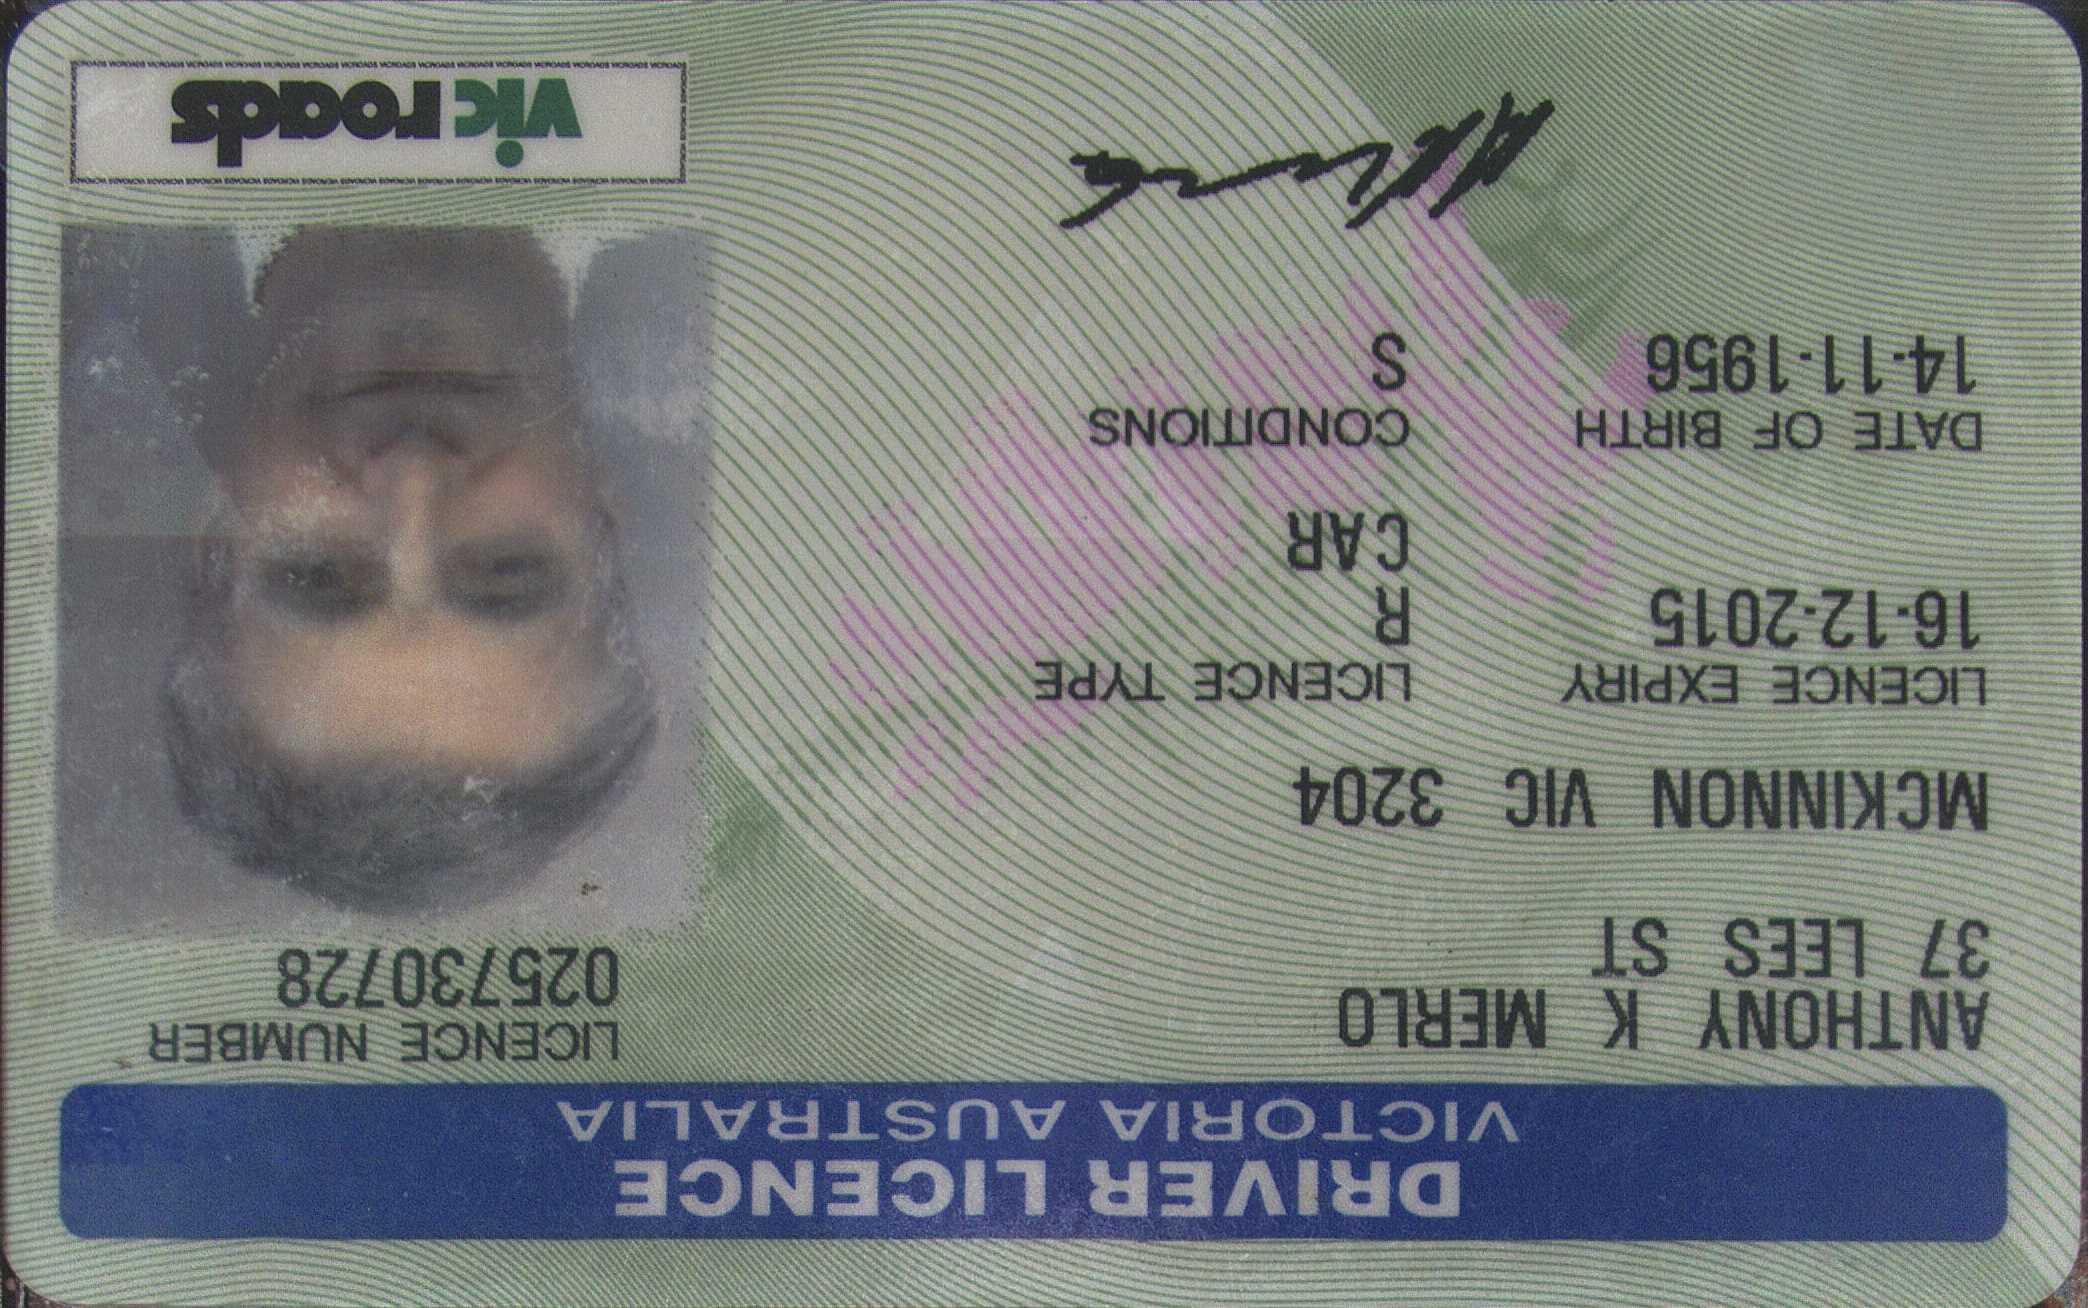 DRIVER LICENCE
VICTORIA AUSTRALIA
ANTHONY K MERLO
37 LEES ST
MCKINNON VIC 3204
LICENCE NUMBER
025730728
LICENCE EXPIRY
16-12-2015
LICENCE TYPE
R
CAR
DATE OF BIRTH
14-11-1956
CONDITIONS
S
vic roads